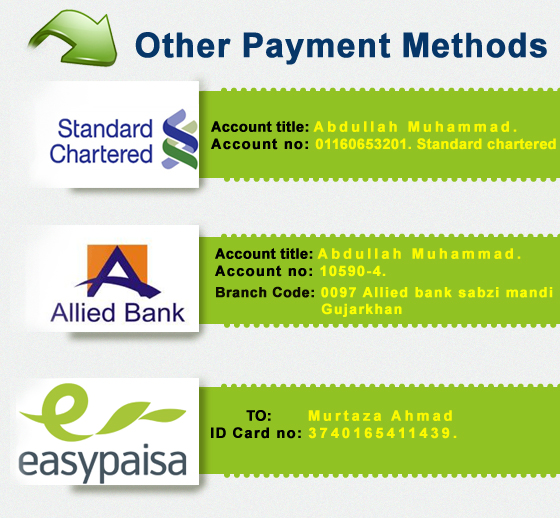 Other Payment Methods
Standard
Chartered
Account title: Abdullah Muhammad.
Account no: 01160653201. Standard chartered
Allied Bank
Account title: Abdullah Muhammad.
Account no: 10590-4.
Branch Code: 0097 Allied bank sabzi mandi
Gujarkhan
easypaisa
TO: Murtaza Ahmad
ID Card no: 3740165411439.